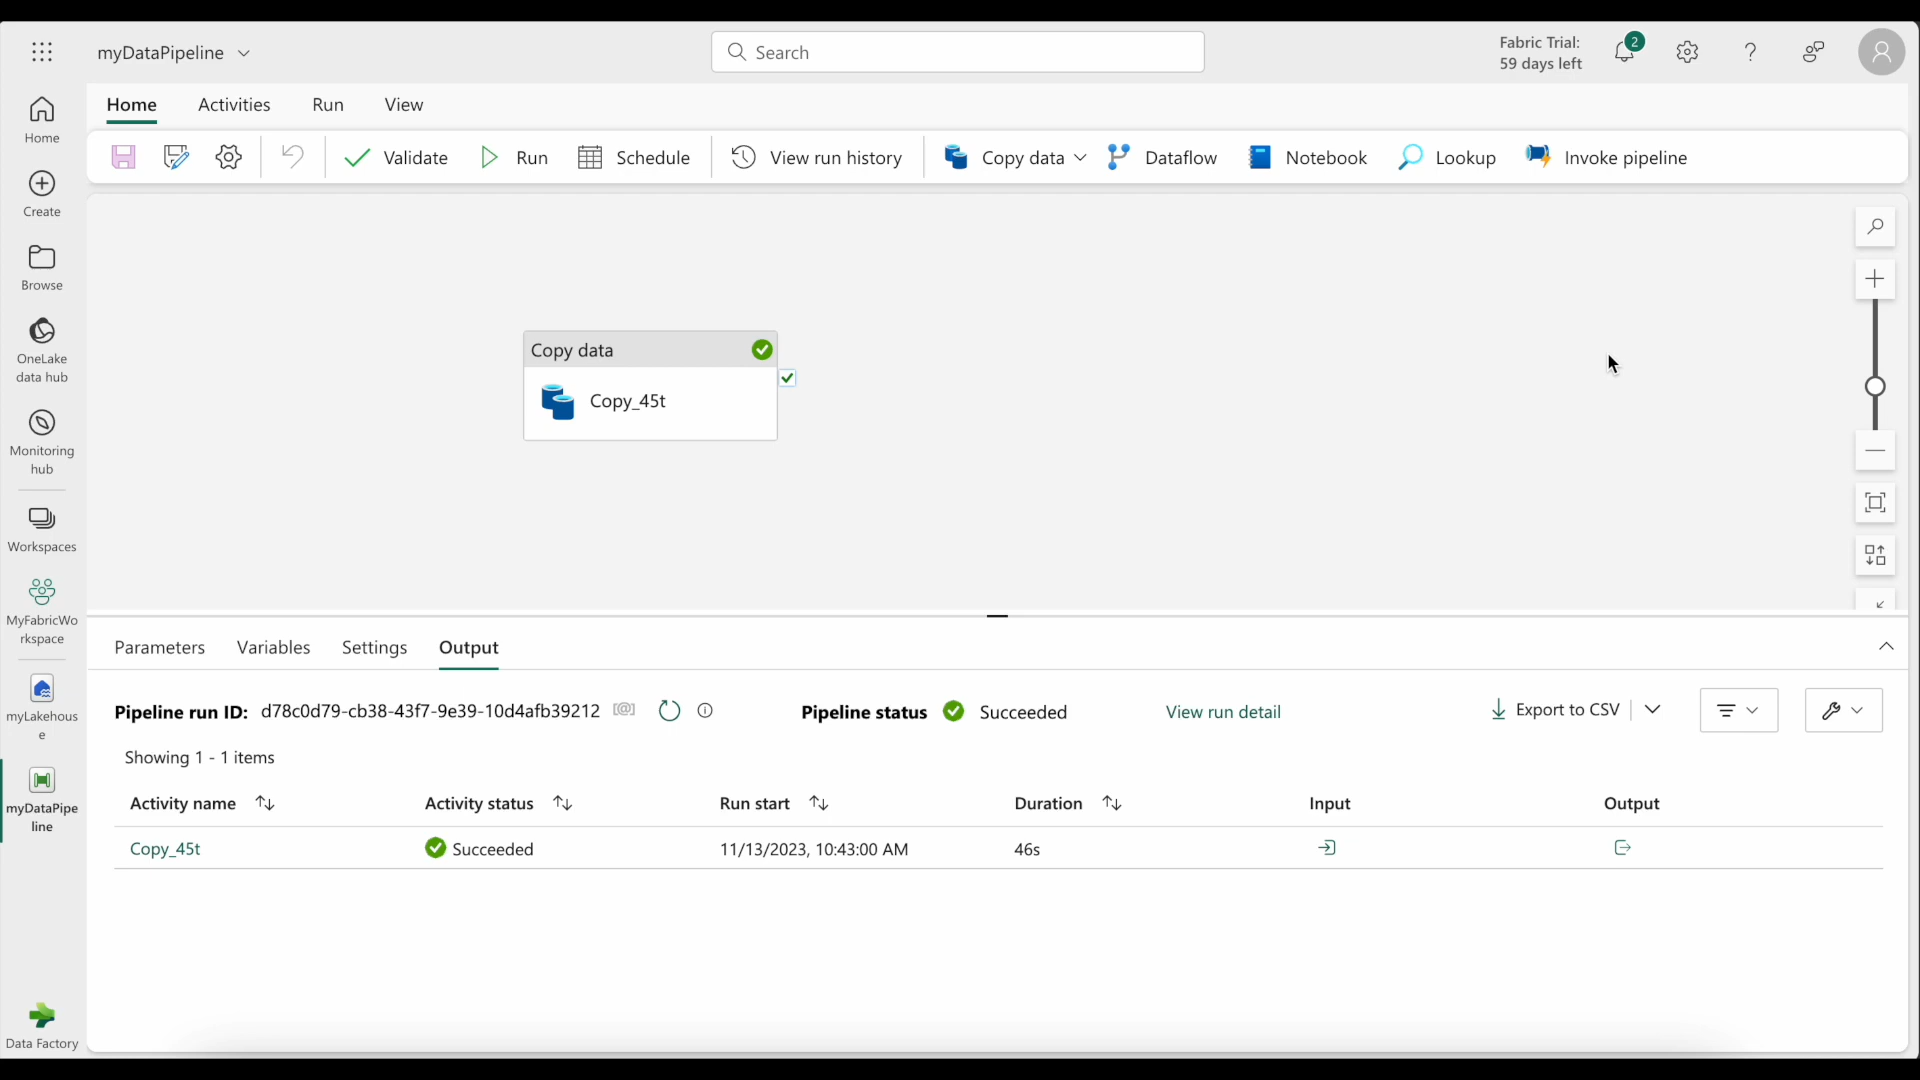 myDataPipeline
Search
Fabric Trial:
59 days left
2
Home
Activities
Run
View
Validate
Run
Schedule
View run history
Copy data
Dataflow
Notebook
Lookup
Invoke pipeline
Home
Create
Browse
OneLake
data hub
Monitoring
hub
Workspaces
MyFabricWo
rkspace
myLakehous
e
myDataPipe
line
Data Factory
Copy data
Copy_45t
Parameters
Variables
Settings
Output
Pipeline run ID: d78c0d79-cb38-43f7-9e39-10d4afb39212
Pipeline status
Succeeded
View run detail
Export to CSV
Showing 1 - 1 items
Activity name
Activity status
Run start
Duration
Input
Output
Copy_45t
Succeeded
11/13/2023, 10:43:00 AM
46s